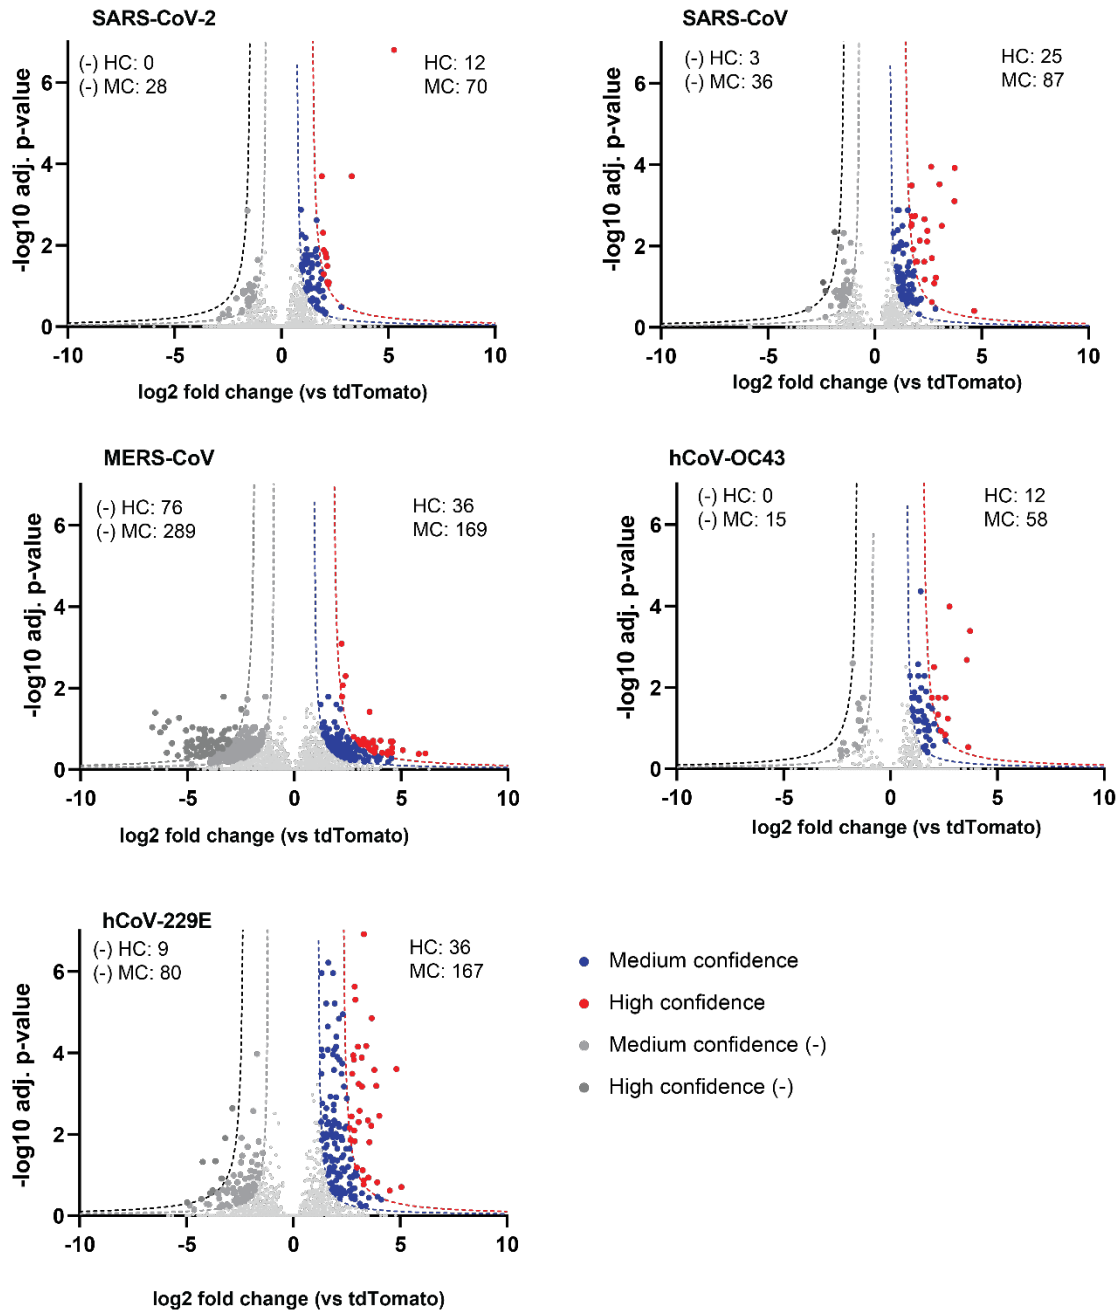 SARS-CoV-2
(-) HC: 0
(-) MC: 28
HC: 12
MC: 70
-log10 adj. p-value
6
4
2
0
-10
-5
0
5
10
log2 fold change (vs tdTomato)
SARS-CoV
(-) HC: 3
(-) MC: 36
HC: 25
MC: 87
-log10 adj. p-value
6
4
2
0
-10
-5
0
5
10
log2 fold change (vs tdTomato)
MERS-CoV
(-) HC: 76
(-) MC: 289
HC: 36
MC: 169
-log10 adj. p-value
6
4
2
0
-10
-5
0
5
10
log2 fold change (vs tdTomato)
hCoV-OC43
(-) HC: 0
(-) MC: 15
HC: 12
MC: 58
-log10 adj. p-value
6
4
2
0
-10
-5
0
5
10
log2 fold change (vs tdTomato)
hCoV-229E
(-) HC: 9
(-) MC: 80
HC: 36
MC: 167
-log10 adj. p-value
6
4
2
0
-10
-5
0
5
10
log2 fold change (vs tdTomato)
Medium confidence
High confidence
Medium confidence (-)
High confidence (-)